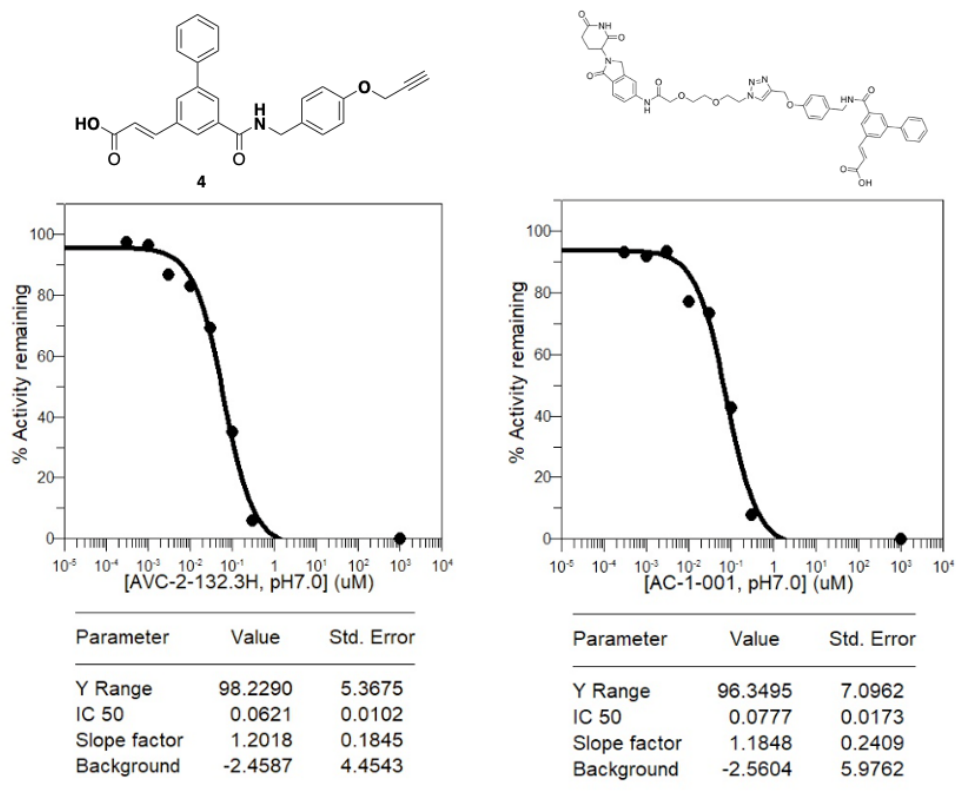 HO
O
O
H
N
O
4
O
NH
O
N
O
NH
O
O
O
N=N
N
O
NH
O
O
OH
% Activity remaining
100
80
60
40
20
0
10-5 10-4 10-3 10-2 10-1 1 101 102 103 104
[AVC-2-132.3H, pH7.0] (uM)
Parameter Value Std. Error
Y Range 98.2290 5.3675
IC 50 0.0621 0.0102
Slope factor 1.2018 0.1845
Background -2.4587 4.4543
% Activity remaining
100
80
60
40
20
0
10-5 10-4 10-3 10-2 10-1 1 101 102 103 104
[AC-1-001, pH7.0] (uM)
Parameter Value Std. Error
Y Range 96.3495 7.0962
IC 50 0.0777 0.0173
Slope factor 1.1848 0.2409
Background -2.5604 5.9762